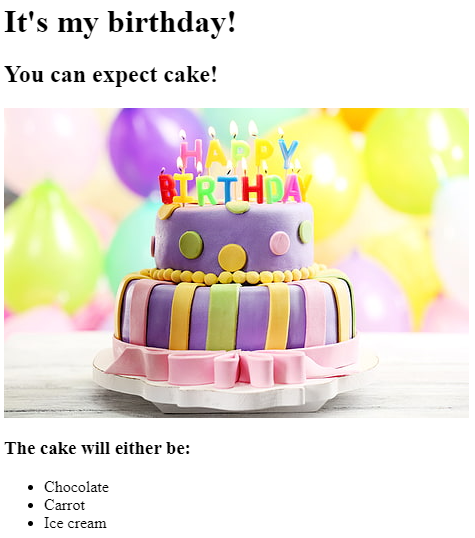 It's my birthday!
You can expect cake!
HAPPY
BIRTHDAY
The cake will either be:
Chocolate
Carrot
Ice cream